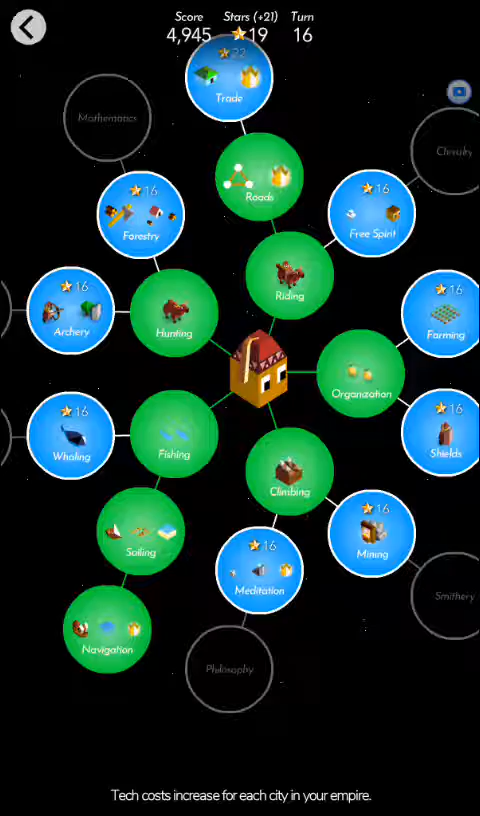 Score Stars (+21) Turn
4,945 19 16
22
Trade
Mathematics
Chivalry
Roads
16
Forestry
16
Free Spirit
Riding
16
Archery
Hunting
16
Farming
Organization
16
Whaling
Fishing
16
Shields
Climbing
Sailing
16
Mining
16
Meditation
Smithery
Navigation
Philosophy
Tech costs increase for each city in your empire.